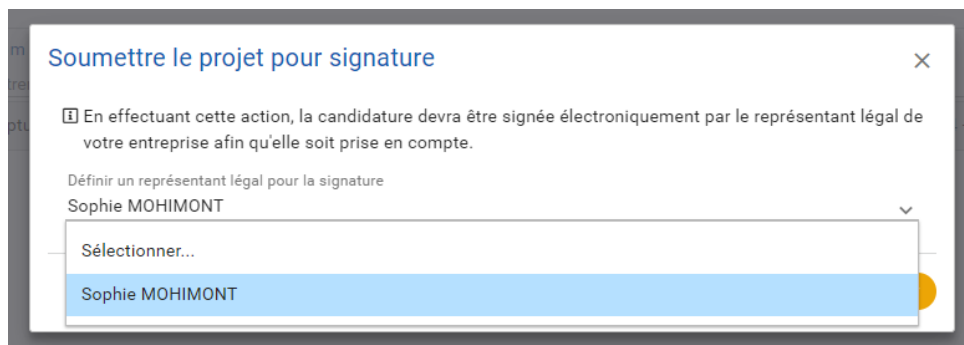 Soumettre le projet pour signature
En effectuant cette action, la candidature devra être signée électroniquement par le représentant légal de
votre entreprise afin qu'elle soit prise en compte.
Définir un représentant légal pour la signature
Sophie MOHIMONT
Sélectionner...
Sophie MOHIMONT